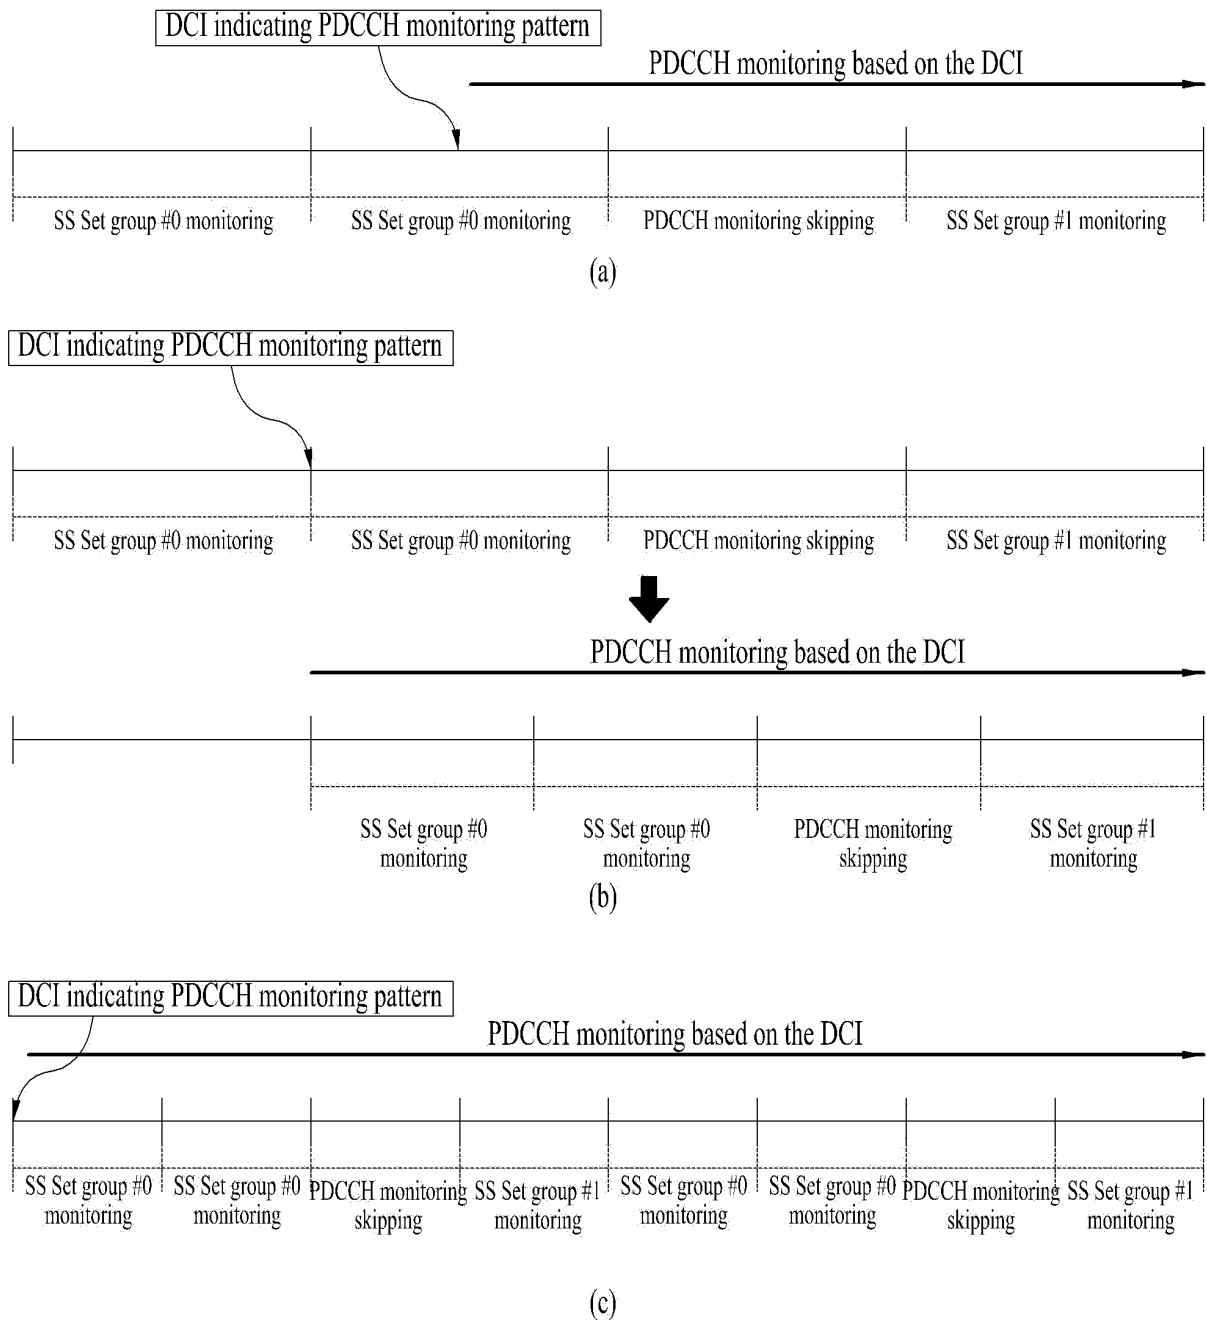 DCI indicating PDCCH monitoring pattern
PDCCH monitoring based on the DCI
SS Set group #0 monitoring SS Set group #0 monitoring PDCCH monitoring skipping SS Set group #1 monitoring
(a)
DCI indicating PDCCH monitoring pattern
SS Set group #0 monitoring SS Set group #0 monitoring PDCCH monitoring skipping SS Set group #1 monitoring
PDCCH monitoring based on the DCI
SS Set group #0 SS Set group #0 PDCCH monitoring SS Set group #1
monitoring monitoring skipping monitoring
(b)
DCI indicating PDCCH monitoring pattern
PDCCH monitoring based on the DCI
SS Set group #0 SS Set group #0 PDCCH monitoring SS Set group #1 SS Set group #0 SS Set group #0 PDCCH monitoring SS Set group #1
monitoring monitoring skipping monitoring monitoring monitoring skipping monitoring
(c)